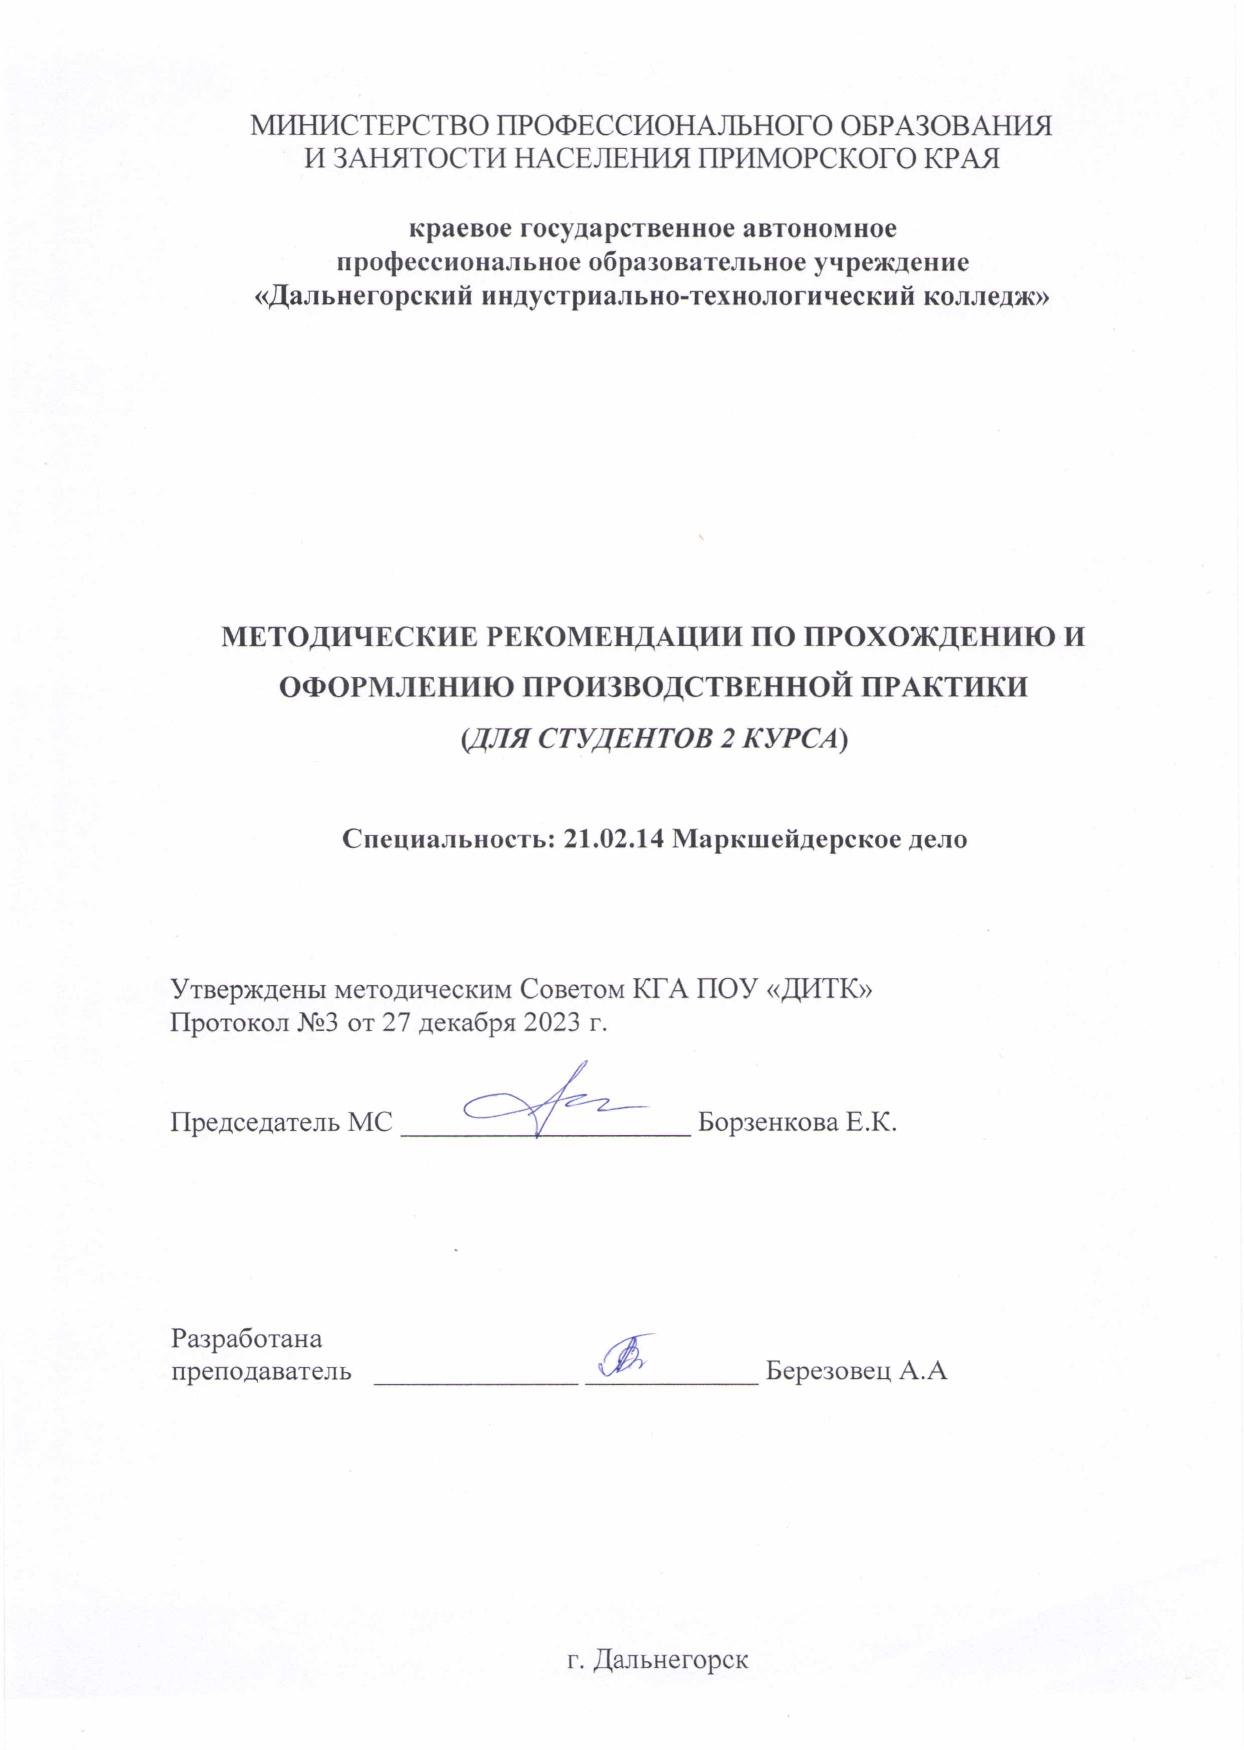 МИНИСТЕРСТВО ПРОФЕССИОНАЛЬНОГО ОБРАЗОВАНИЯ
И ЗАНЯТОСТИ НАСЕЛЕНИЯ ПРИМОРСКОГО КРАЯ
краевое государственное автономное
профессиональное образовательное учреждение
«Дальнегорский индустриально-технологический колледж»
МЕТОДИЧЕСКИЕ РЕКОМЕНДАЦИИ ПО ПРОХОЖДЕНИЮ И
ОФОРМЛЕНИЮ ПРОИЗВОДСТВЕННОЙ ПРАКТИКИ
(ДЛЯ СТУДЕНТОВ 2 КУРСА)
Специальность: 21.02.14 Маркшейдерское дело
Утверждены методическим Советом КГА ПОУ «ДИТК»
Протокол №3 от 27 декабря 2023 г.
Председатель МС ____________________ Борзенкова Е.К.
Разработана
преподаватель ______________ ____________ Березовец А.А
г. Дальнегорск